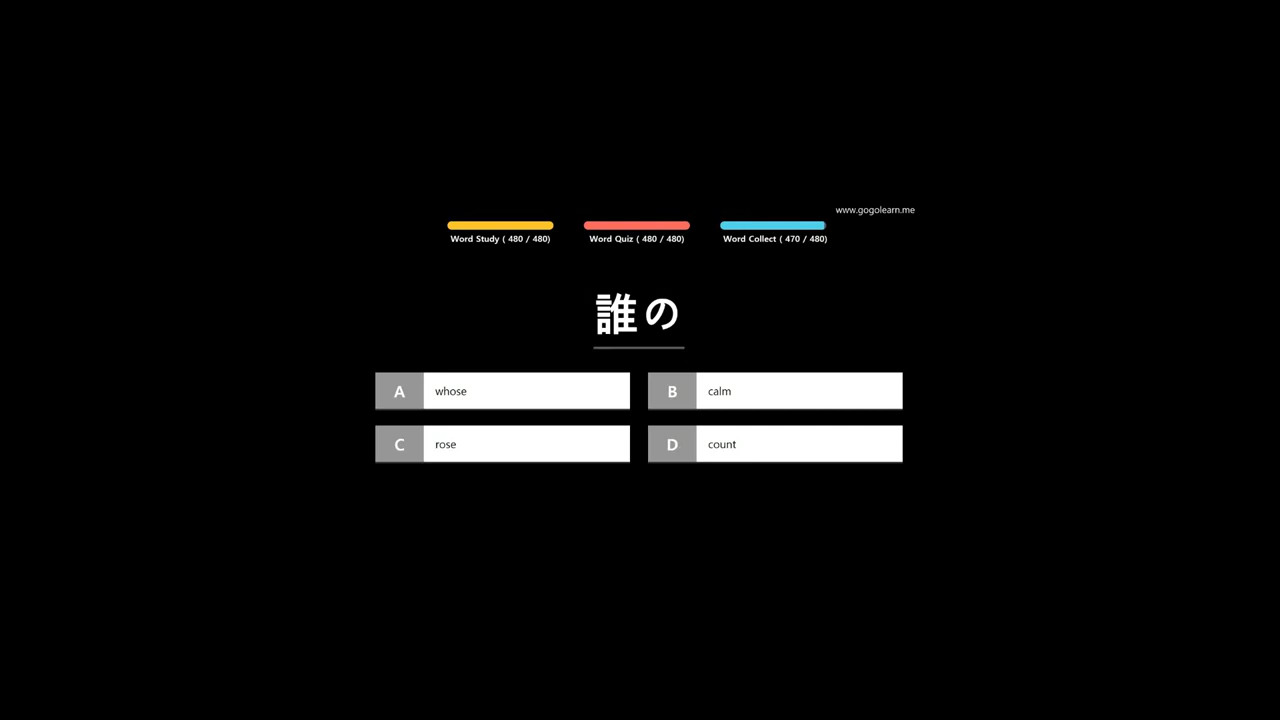 www.gogolearn.me
Word Study ( 480 / 480)
Word Quiz ( 480 / 480)
Word Collect ( 470 / 480)
誰の
A whose
B calm
C rose
D count